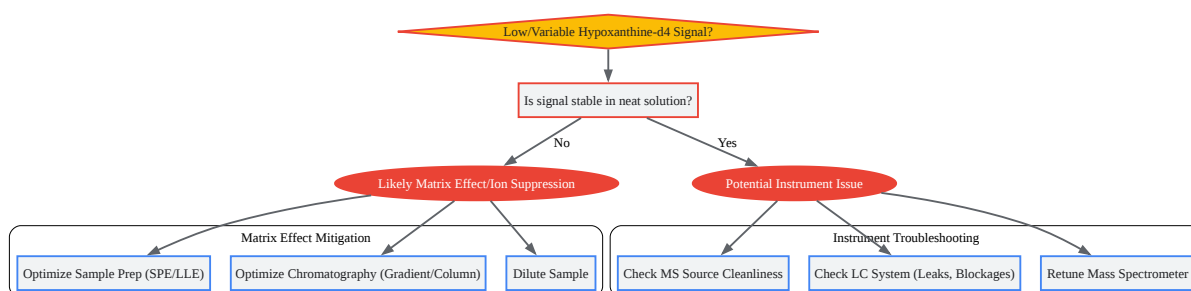 Low/Variable Hypoxanthine-d4 Signal?
Is signal stable in neat solution?
No
Yes
Likely Matrix Effect/Ion Suppression
Potential Instrument Issue
Matrix Effect Mitigation
Instrument Troubleshooting
Optimize Sample Prep (SPE/LLE)
Optimize Chromatography (Gradient/Column)
Dilute Sample
Check MS Source Cleanliness
Check LC System (Leaks, Blockages)
Retune Mass Spectrometer